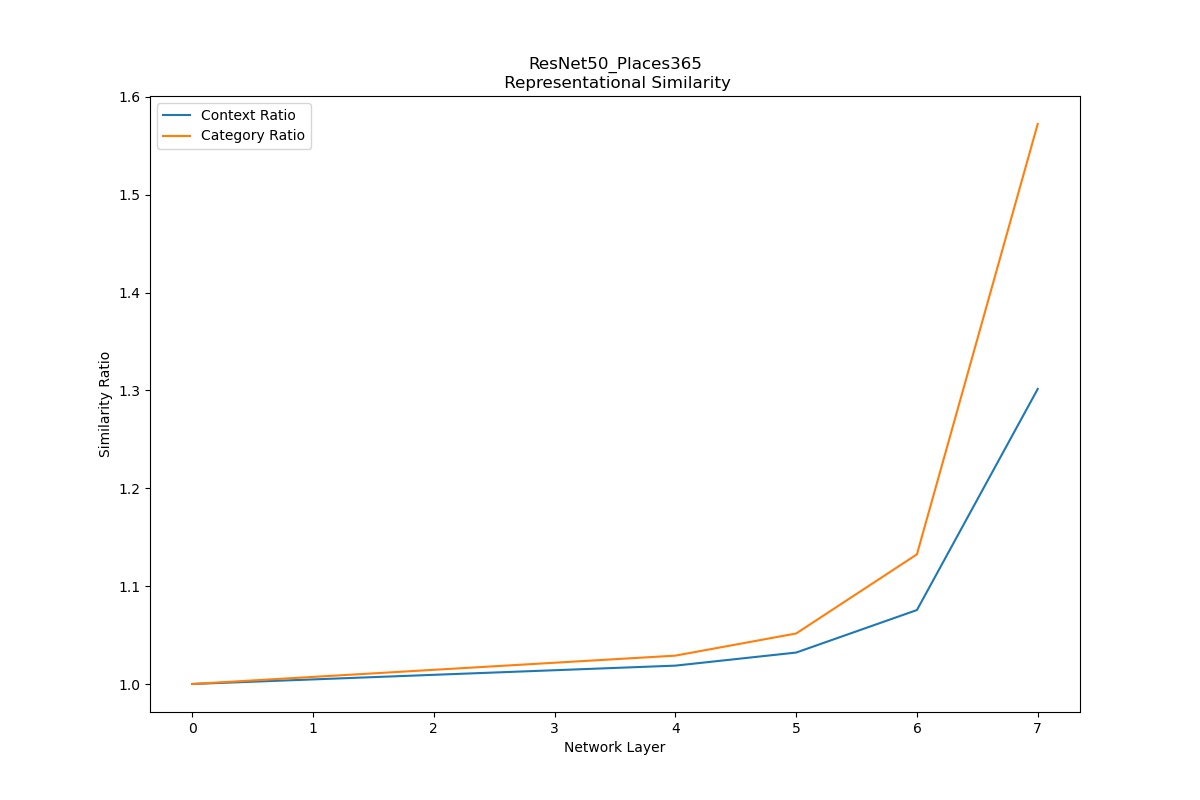 ResNet50_Places365
Representational Similarity
Context Ratio
Category Ratio
Similarity Ratio
1.6
1.5
1.4
1.3
1.2
1.1
1.0
0 1 2 3 4 5 6 7
Network Layer